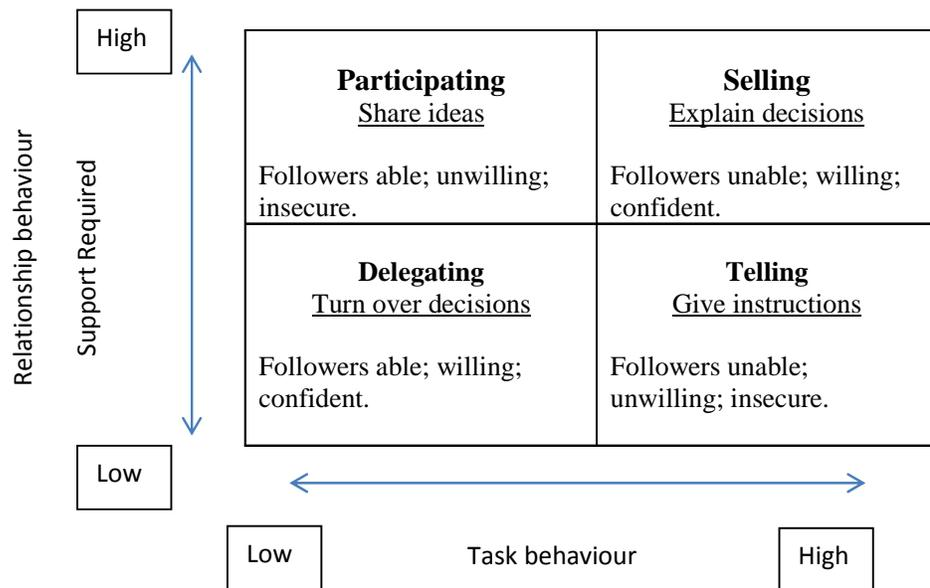 High
Relationship behaviour
Support Required
Participating
Share ideas
Followers able; unwilling;
insecure.
Selling
Explain decisions
Followers unable; willing;
confident.
Delegating
Turn over decisions
Followers able; willing;
confident.
Telling
Give instructions
Followers unable;
unwilling; insecure.
Low
Low
Task behaviour
High